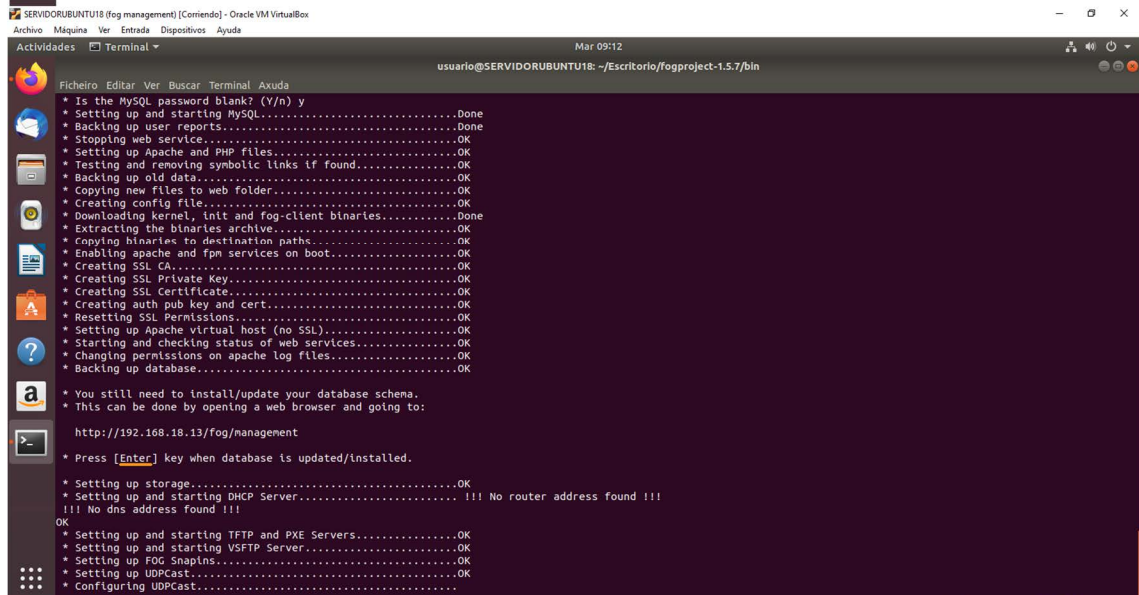 SERVIDORUBUNTU18 (fog management) [Corriendo] - Oracle VM VirtualBox
Archivo Máquina Ver Entrada Dispositivos Ayuda
Actividades Terminal Mar 09:12
usuario@SERVIDORUBUNTU18: ~/Escritorio/fogproject-1.5.7/bin
Ficheiro Editar Ver Buscar Terminal Axuda
* Is the MySQL password blank? (Y/n) y
* Setting up and starting MySQL...............................Done
* Backing up user reports.....................................Done
* Stopping web service........................................OK
* Setting up Apache and PHP files.............................OK
* Testing and removing symbolic links if found................OK
* Backing up old data.........................................OK
* Copying new files to web folder.............................OK
* Creating config file........................................OK
* Downloading kernel, init and fog-client binaries............Done
* Extracting the binaries archive.............................OK
* Copying binaries to destination paths.......................OK
* Enabling apache and fpm services on boot....................OK
* Creating SSL CA.............................................OK
* Creating SSL Private Key....................................OK
* Creating SSL Certificate....................................OK
* Creating auth pub key and cert..............................OK
* Resetting SSL Permissions...................................OK
* Setting up Apache virtual host (no SSL).....................OK
* Starting and checking status of web services................OK
* Changing permissions on apache log files....................OK
* Backing up database.........................................OK
* You still need to install/update your database schema.
* This can be done by opening a web browser and going to:
http://192.168.18.13/fog/management
* Press [Enter] key when database is updated/installed.
* Setting up storage..........................................OK
* Setting up and starting DHCP Server......................... !!! No router address found !!!
!!! No dns address found !!!
OK
* Setting up and starting TFTP and PXE Servers................OK
* Setting up and starting VSFTP Server........................OK
* Setting up FOG Snapins......................................OK
* Setting up UDPCast..........................................OK
* Configuring UDPCast.........................................